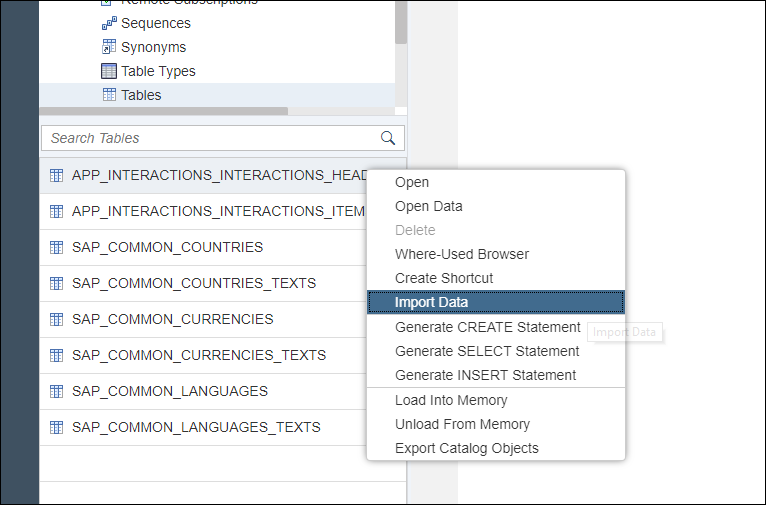 Remote Subscriptions
Sequences
Synonyms
Table Types
Tables
Search Tables
APP_INTERACTIONS_INTERACTIONS_HEAD
APP_INTERACTIONS_INTERACTIONS_ITEM
SAP_COMMON_COUNTRIES
SAP_COMMON_COUNTRIES_TEXTS
SAP_COMMON_CURRENCIES
SAP_COMMON_CURRENCIES_TEXTS
SAP_COMMON_LANGUAGES
SAP_COMMON_LANGUAGES_TEXTS
Open
Open Data
Delete
Where-Used Browser
Create Shortcut
Import Data
Generate CREATE Statement
Import Data
Generate SELECT Statement
Generate INSERT Statement
Load Into Memory
Unload From Memory
Export Catalog Objects